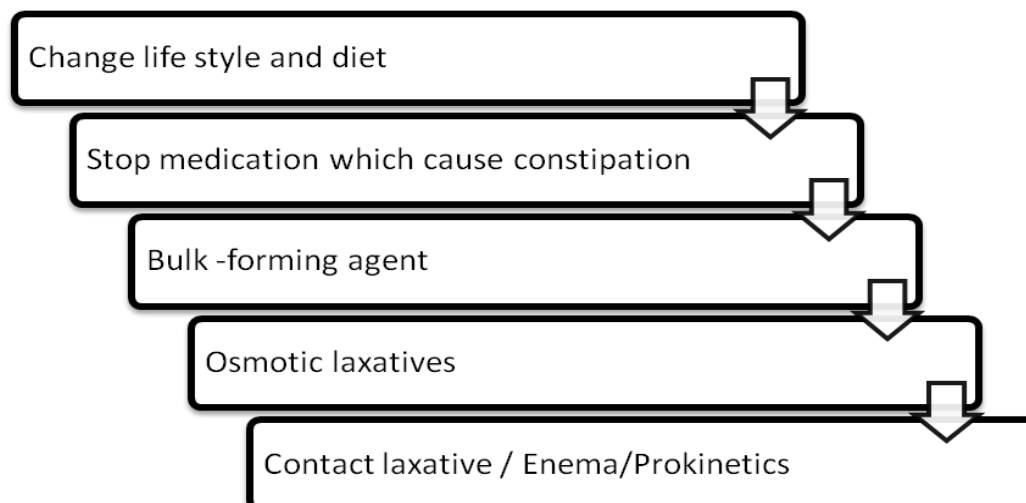 Change life style and diet
Stop medication which cause constipation
Bulk -forming agent
Osmotic laxatives
Contact laxative / Enema/Prokinetics